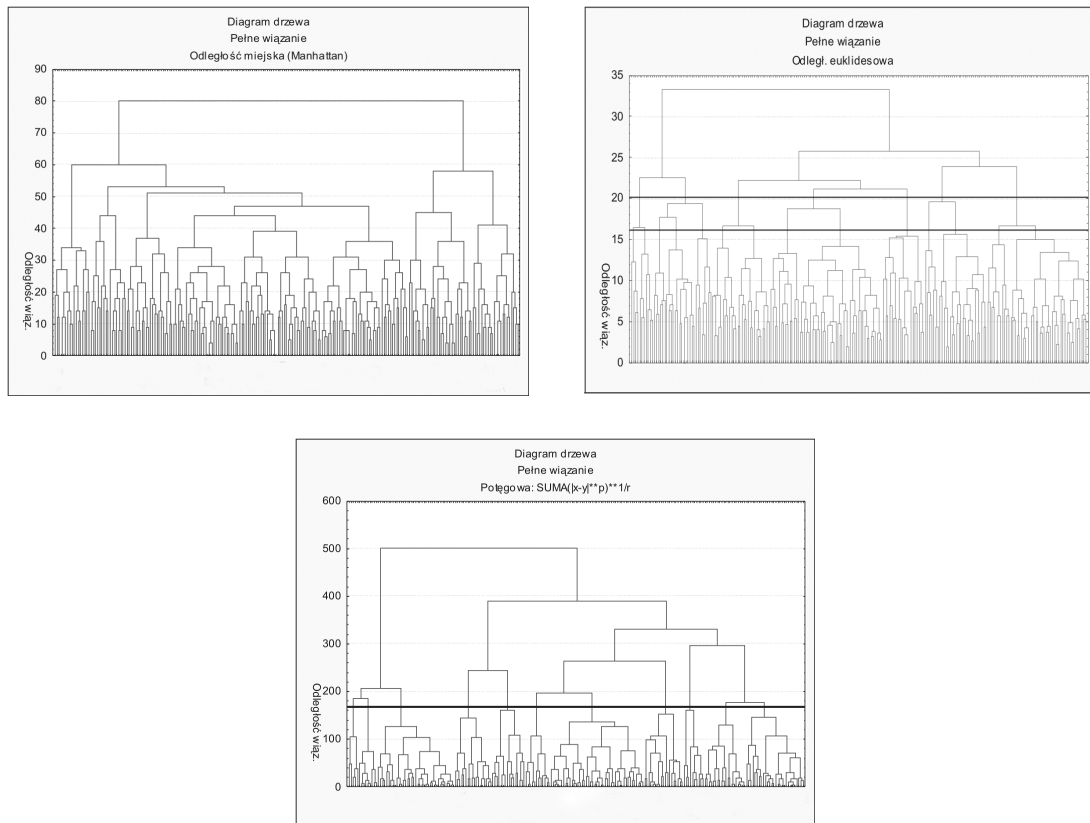 Diagram drzewa
Pełne wiązanie
Odległość miejska (Manhattan)
90
80
70
60
50
40
30
20
10
0
Odległość wiąz.
Diagram drzewa
Pełne wiązanie
Odległ. euklidesowa
35
30
25
20
15
10
5
0
Odległość wiąz.
Diagram drzewa
Pełne wiązanie
Potęgowa: SUMA(|x-y|**p)**1/r
600
500
400
300
200
100
0
Odległość wiąz.